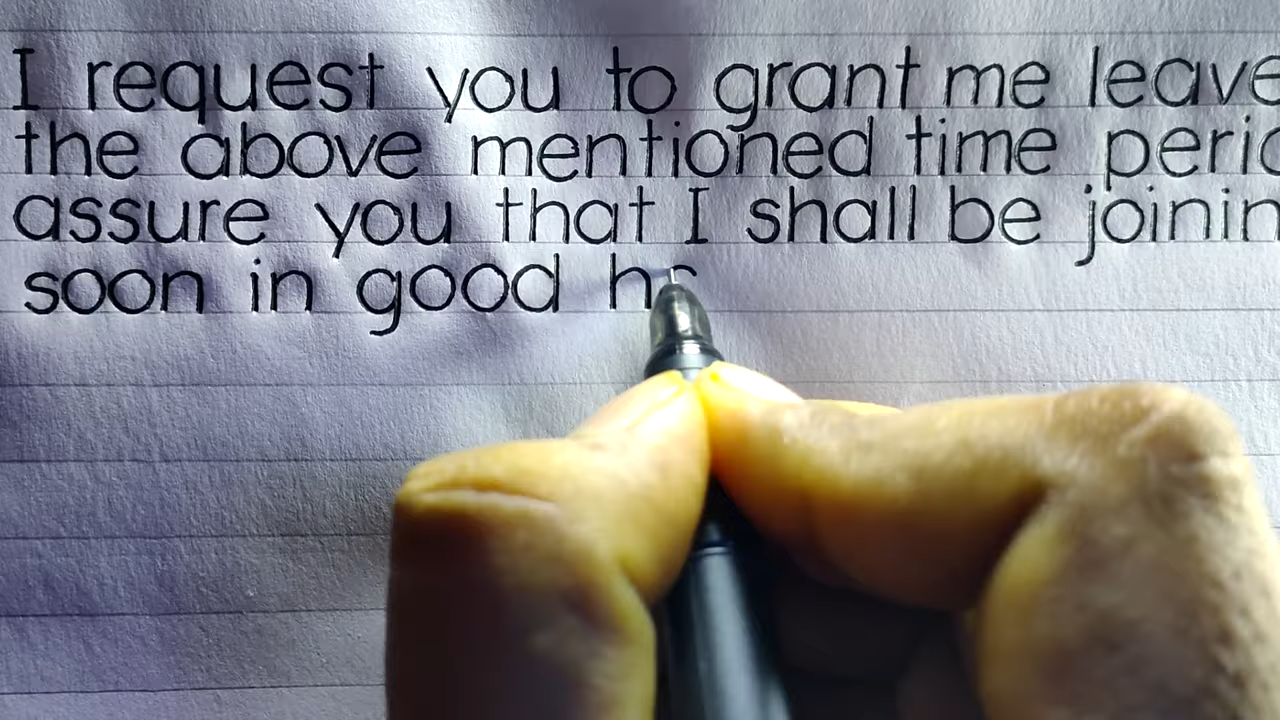 I request you to grant me leave
the above mentioned time
assure you that I shall be
soon in good